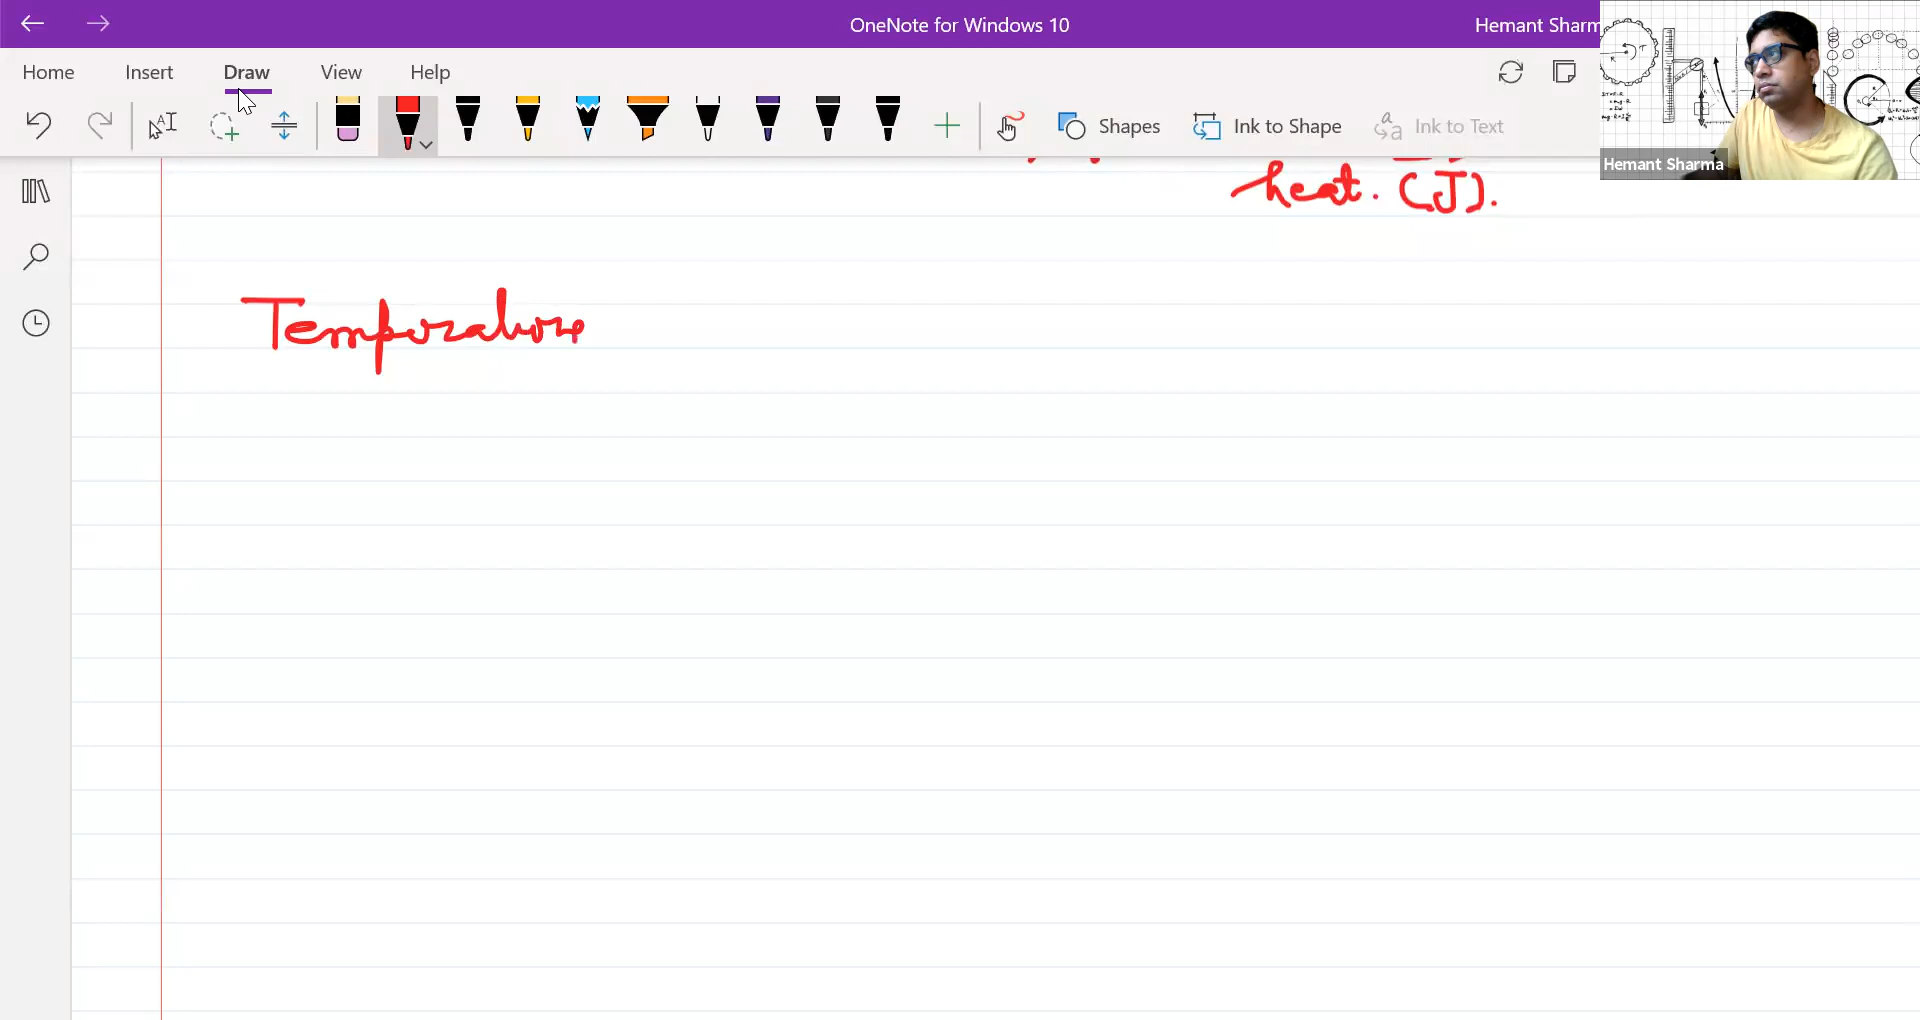 OneNote for Windows 10
Hemant Sharm
Home Insert Draw View Help
Shapes Ink to Shape Ink to Text
Hemant Sharma
heat. (J).
Temperature